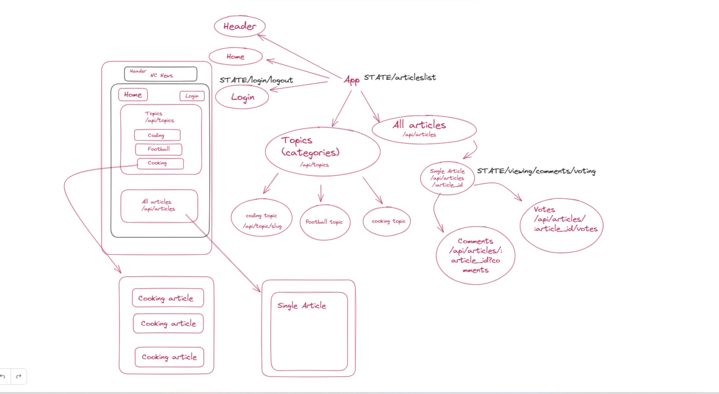 Header
Home
STATE/login/logout
Login
App
STATE/articleslist
Header
NC News
Home
Login
Topics
/api/topics
Coding
Football
Cooking
All articles
/api/articles
Topics
(categories)
/api/topics
All articles
/api/articles
Single Article
/api/articles
/article_id
STATE/viewing/comments/voting
coding topic
/api/topic/slug
Football topic
cooking topic
Comments
/api/articles/:
article_id?co
mments
Votes
/api/articles/
:article_id/votes
Cooking article
Cooking article
Cooking article
Single Article